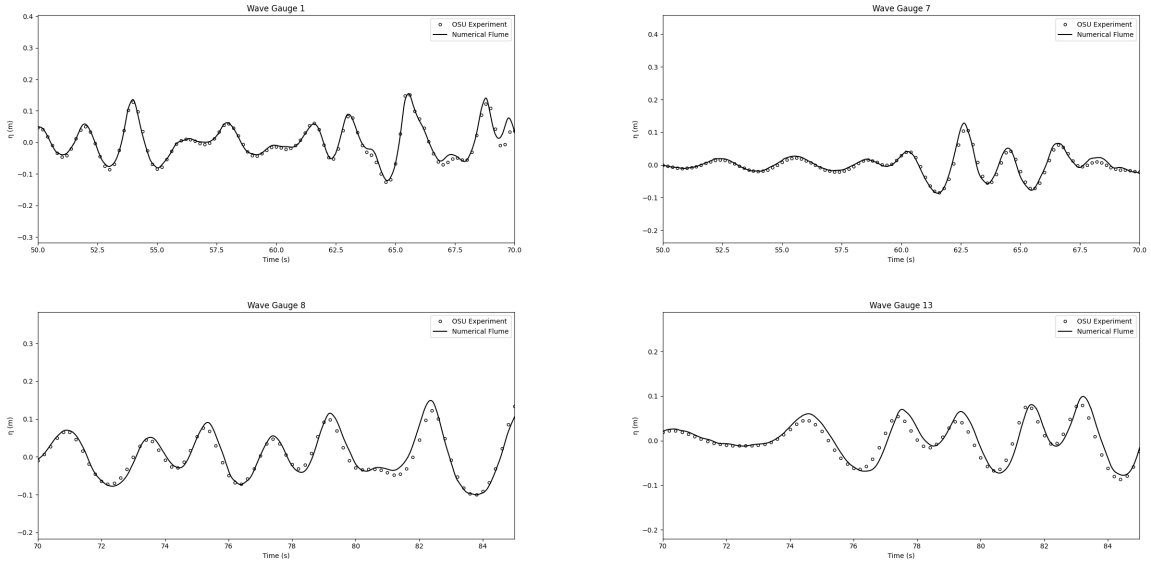 Wave Gauge 1
0.4
0.3
0.2
0.1
0.0
−0.1
−0.2
−0.3
η (m)
50.0 52.5 55.0 57.5 60.0 62.5 65.0 67.5 70.0
Time (s)
OSU Experiment
Numerical Flume
Wave Gauge 7
0.4
0.3
0.2
0.1
0.0
−0.1
−0.2
η (m)
50.0 52.5 55.0 57.5 60.0 62.5 65.0 67.5 70.0
Time (s)
OSU Experiment
Numerical Flume
Wave Gauge 8
0.3
0.2
0.1
0.0
−0.1
−0.2
η (m)
70 72 74 76 78 80 82 84
Time (s)
OSU Experiment
Numerical Flume
Wave Gauge 13
0.2
0.1
0.0
−0.1
−0.2
η (m)
70 72 74 76 78 80 82 84
Time (s)
OSU Experiment
Numerical Flume